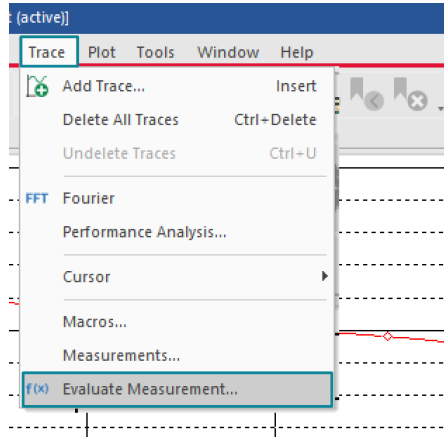 (active)]
Trace Plot Tools Window Help
Add Trace... Insert
Delete All Traces Ctrl+Delete
Undelete Traces Ctrl+U
FFT Fourier
Performance Analysis...
Cursor
Macros...
Measurements...
f(x) Evaluate Measurement...